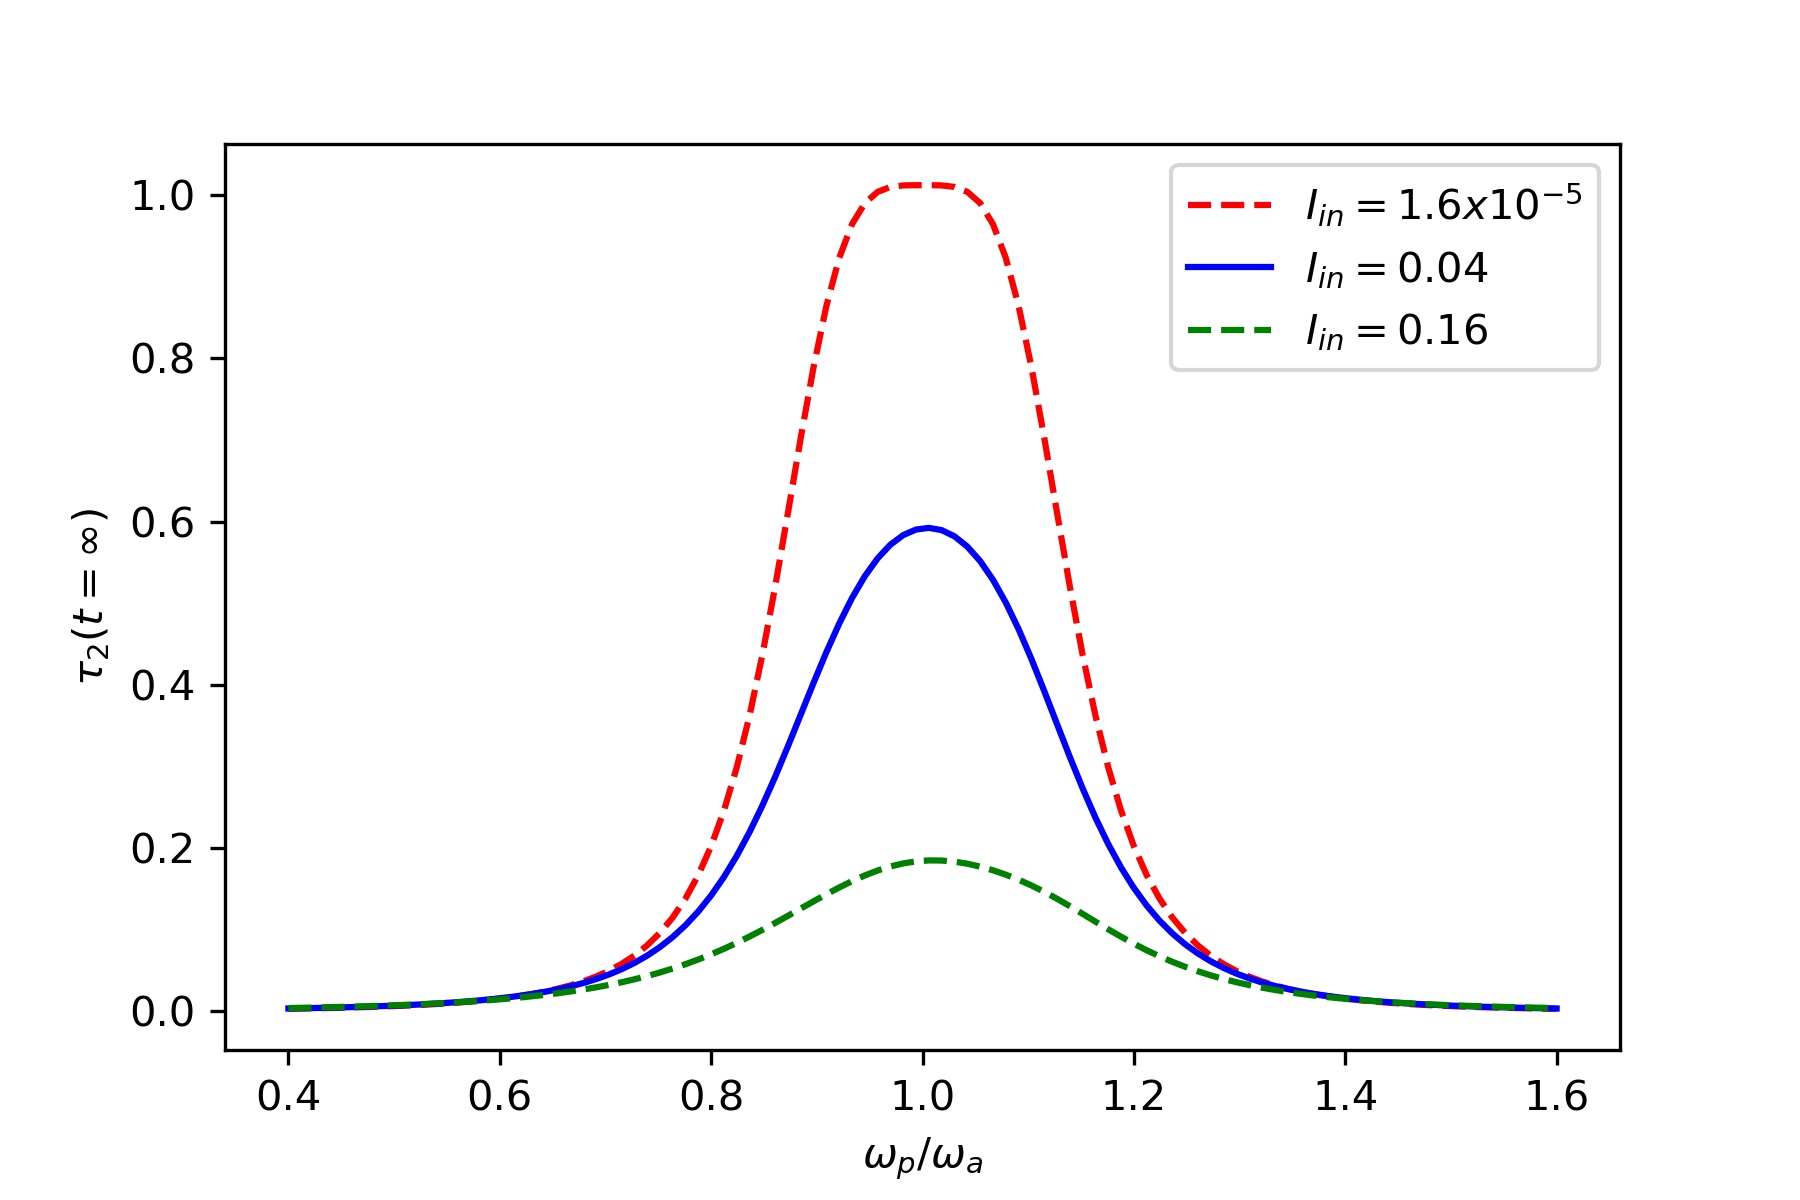 I_{in} = 1.6x10^{-5}
I_{in} = 0.04
I_{in} = 0.16
τ_2(t = ∞)
1.0
0.8
0.6
0.4
0.2
0.0
0.4 0.6 0.8 1.0 1.2 1.4 1.6
ω_p/ω_a